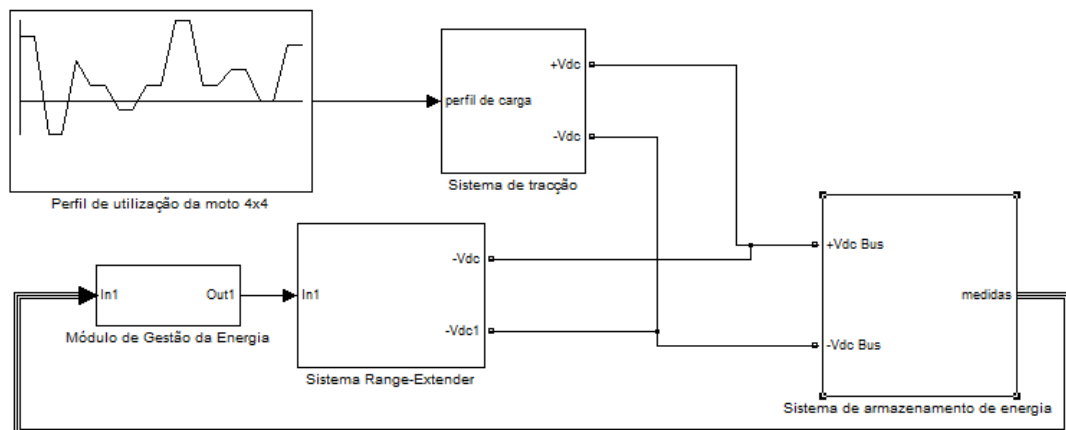 +Vdc
perfil de carga
-Vdc
Sistema de tracção
Perfil de utilização da moto 4x4
+Vdc Bus
-Vdc
In1
Out1
In1
medidas
-Vdc1
-Vdc Bus
Módulo de Gestão da Energia
Sistema Range-Extender
Sistema de armazenamento de energia